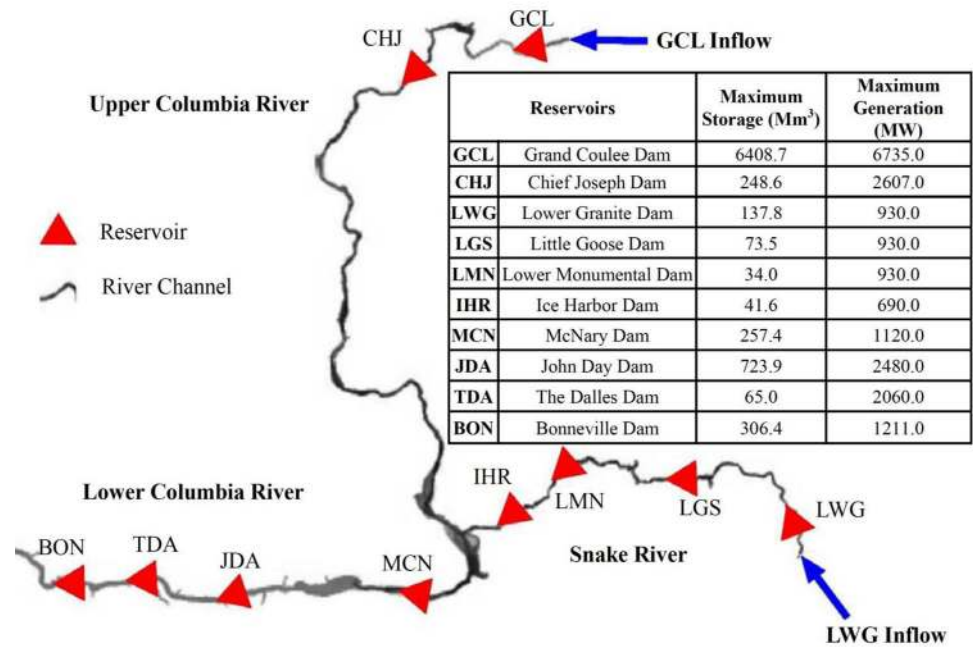 GCL
CHJ
GCL Inflow
Upper Columbia River
Reservoirs Maximum Storage (Mm³) Maximum Generation (MW)
GCL Grand Coulee Dam 6408.7 6735.0
CHJ Chief Joseph Dam 248.6 2607.0
LWG Lower Granite Dam 137.8 930.0
LGS Little Goose Dam 73.5 930.0
LMN Lower Monumental Dam 34.0 930.0
IHR Ice Harbor Dam 41.6 690.0
MCN McNary Dam 257.4 1120.0
JDA John Day Dam 723.9 2480.0
TDA The Dalles Dam 65.0 2060.0
BON Bonneville Dam 306.4 1211.0
Reservoir
River Channel
Lower Columbia River
IHR
LMN
LGS
LWG
BON
TDA
JDA
MCN
Snake River
LWG Inflow